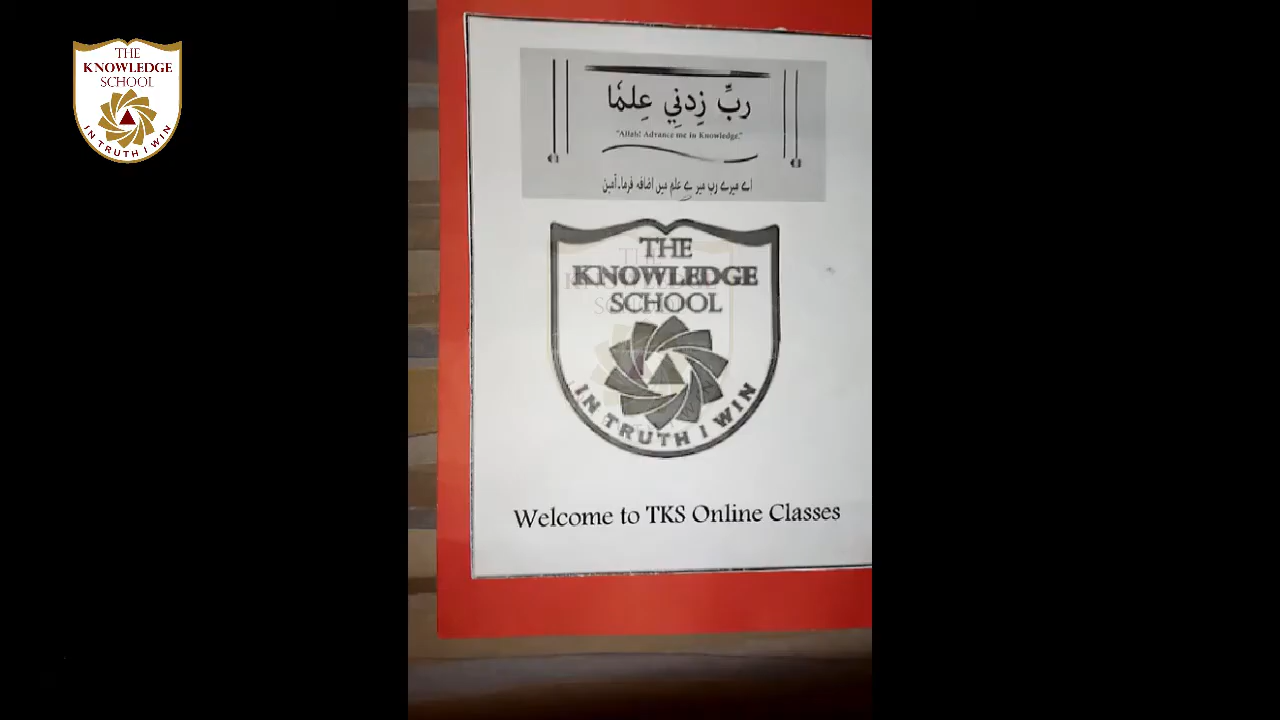 THE
KNOWLEDGE
SCHOOL
IN TRUTH I WIN
رَبِّ زِدْنِي عِلْمًا
"Allah! Advance me in Knowledge."
اے میرے رب میرے علم میں اضافہ فرما۔ آمین
THE
KNOWLEDGE
SCHOOL
IN TRUTH I WIN
Welcome to TKS Online Classes